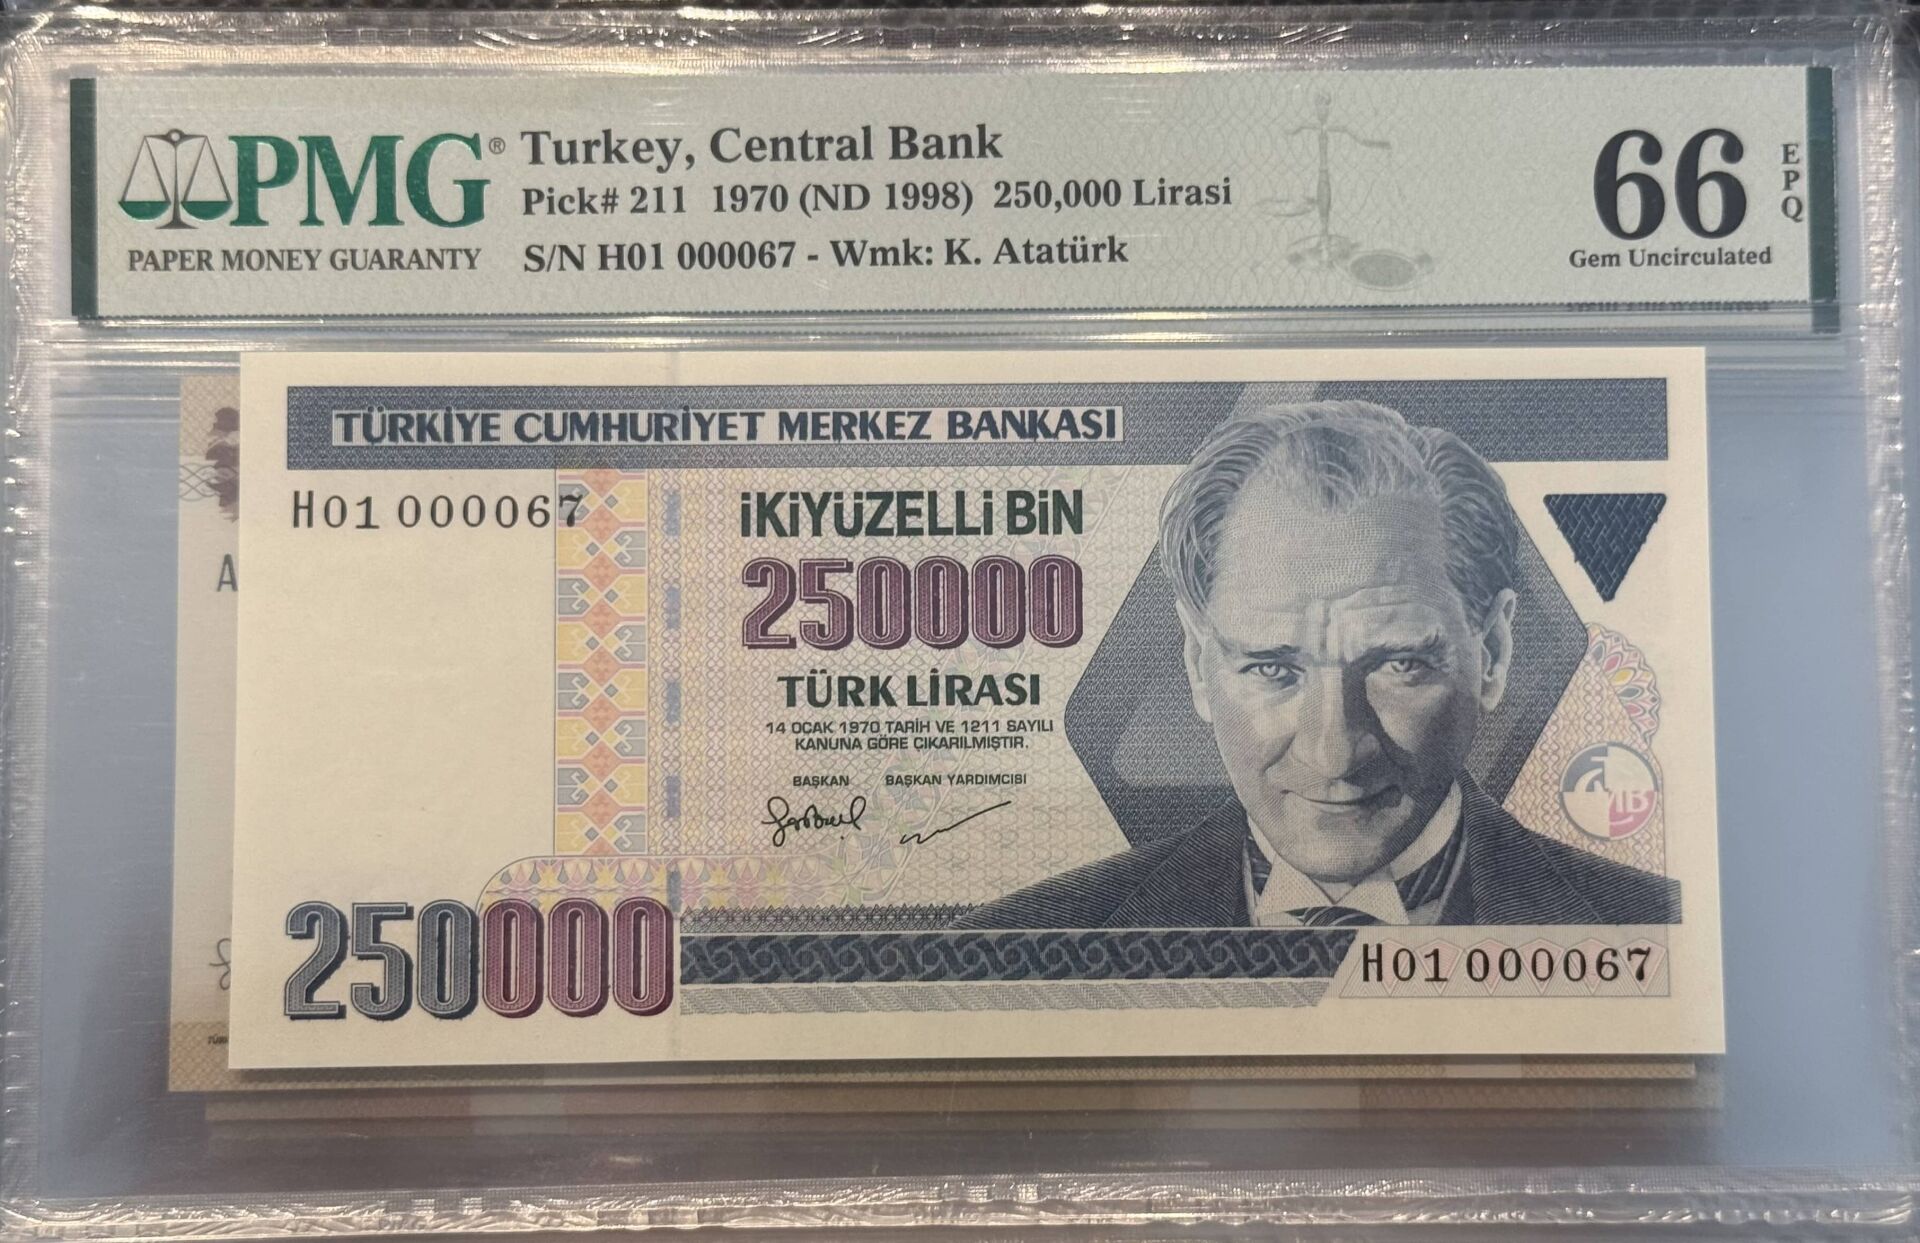 PMG®
PAPER MONEY GUARANTY
Turkey, Central Bank
Pick# 211 1970 (ND 1998) 250,000 Lirasi
S/N H01 000067 - Wmk: K. Atatürk
66
EPQ
Gem Uncirculated
TÜRKİYE CUMHURİYET MERKEZ BANKASI
H01 000067
İKİYÜZELLİ BİN
250000
TÜRK LİRASI
14 OCAK 1970 TARİH VE 1211 SAYILI
KANUNA GÖRE ÇIKARILMIŞTIR.
BAŞKAN BAŞKAN YARDIMCISI
250000
H01 000067
A